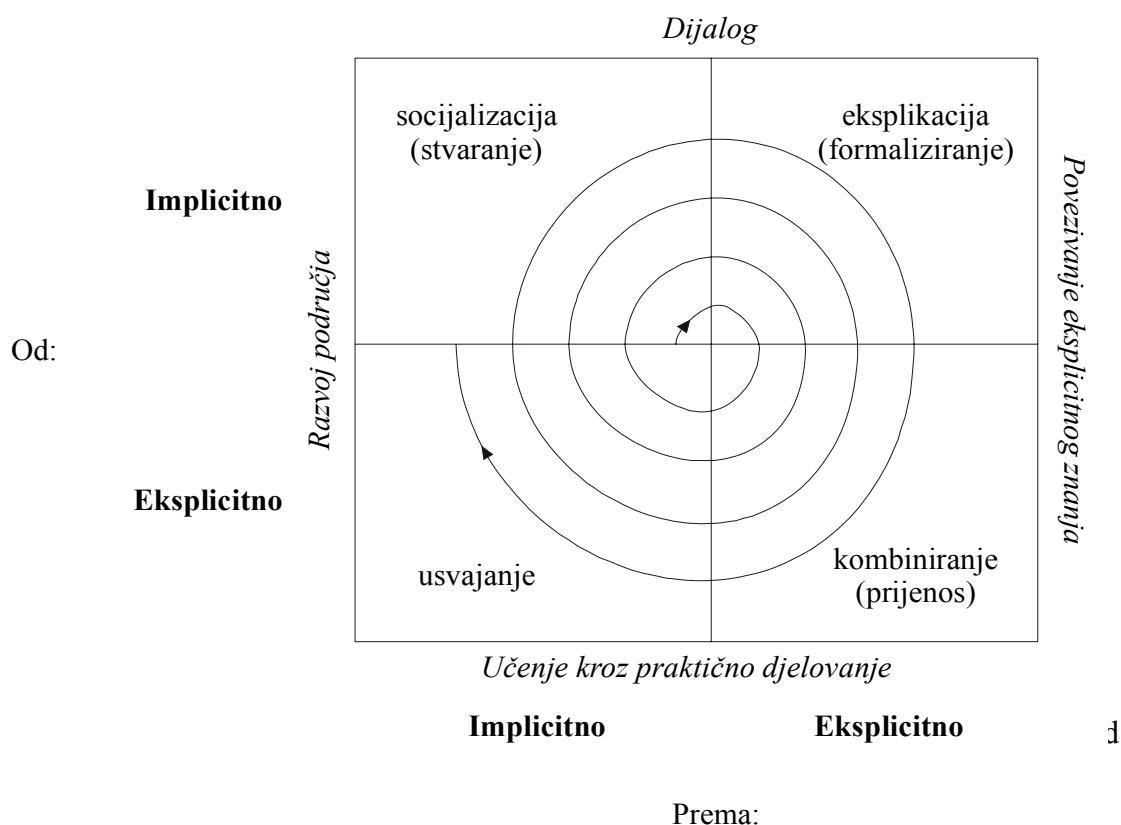 Dijalog
socijalizacija
(stvaranje)
eksplikacija
(formaliziranje)
Implicitno
Povezivanje eksplicitnog znanja
Razvoj područja
Od:
Eksplicitno
usvajanje
kombiniranje
(prijenos)
Učenje kroz praktično djelovanje
Implicitno
Eksplicitno
Prema: